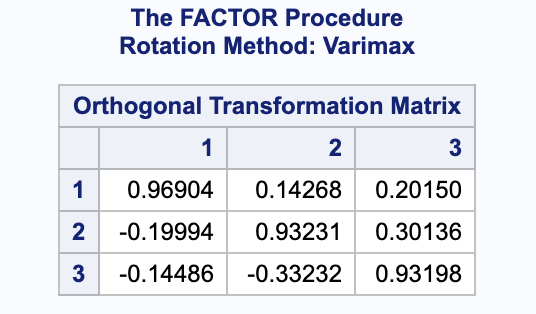 The FACTOR Procedure
Rotation Method: Varimax
Orthogonal Transformation Matrix
1 2 3
1 0.96904 0.14268 0.20150
2 -0.19994 0.93231 0.30136
3 -0.14486 -0.33232 0.93198